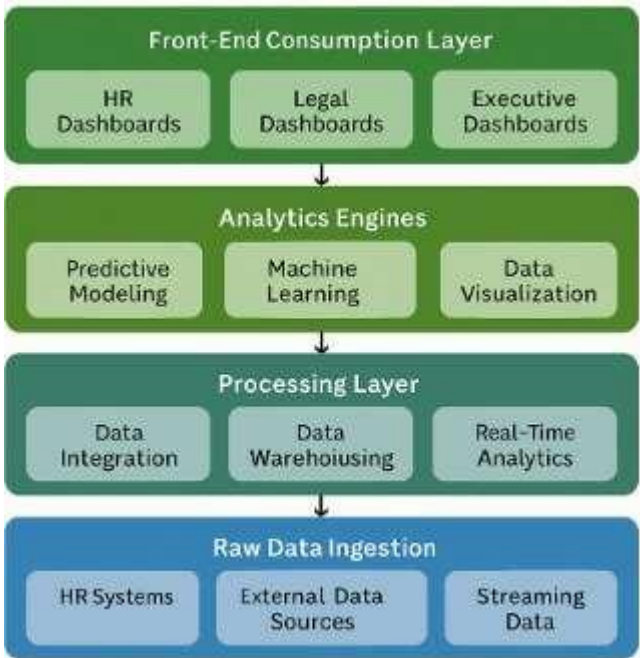 Front-End Consumption Layer
HR
Dashboards
Legal
Dashboards
Executive
Dashboards
Analytics Engines
Predictive
Modeling
Machine
Learning
Data
Visualization
Processing Layer
Data
Integration
Data
Warehoiusing
Real-Time
Analytics
Raw Data Ingestion
HR Systems
External Data
Sources
Streaming
Data